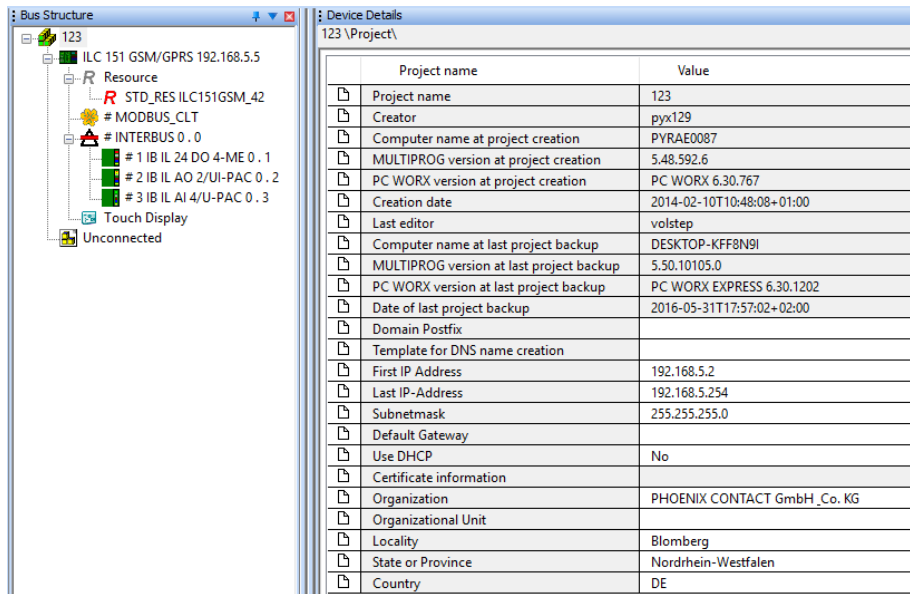 Bus Structure
123
ILC 151 GSM/GPRS 192.168.5.5
R Resource
R STD_RES ILC151GSM_42
# MODBUS_CLT
# INTERBUS 0 . 0
# 1 IB IL 24 DO 4-ME 0 . 1
# 2 IB IL AO 2/UI-PAC 0 . 2
# 3 IB IL AI 4/U-PAC 0 . 3
Touch Display
Unconnected
Device Details
123 \Project\
Project name Value
Project name 123
Creator pyx129
Computer name at project creation PYRAE0087
MULTIPROG version at project creation 5.48.592.6
PC WORX version at project creation PC WORX 6.30.767
Creation date 2014-02-10T10:48:08+01:00
Last editor volstep
Computer name at last project backup DESKTOP-KFF8N9I
MULTIPROG version at last project backup 5.50.10105.0
PC WORX version at last project backup PC WORX EXPRESS 6.30.1202
Date of last project backup 2016-05-31T17:57:02+02:00
Domain Postfix
Template for DNS name creation
First IP Address 192.168.5.2
Last IP-Address 192.168.5.254
Subnetmask 255.255.255.0
Default Gateway
Use DHCP No
Certificate information
Organization PHOENIX CONTACT GmbH _Co. KG
Organizational Unit
Locality Blomberg
State or Province Nordrhein-Westfalen
Country DE